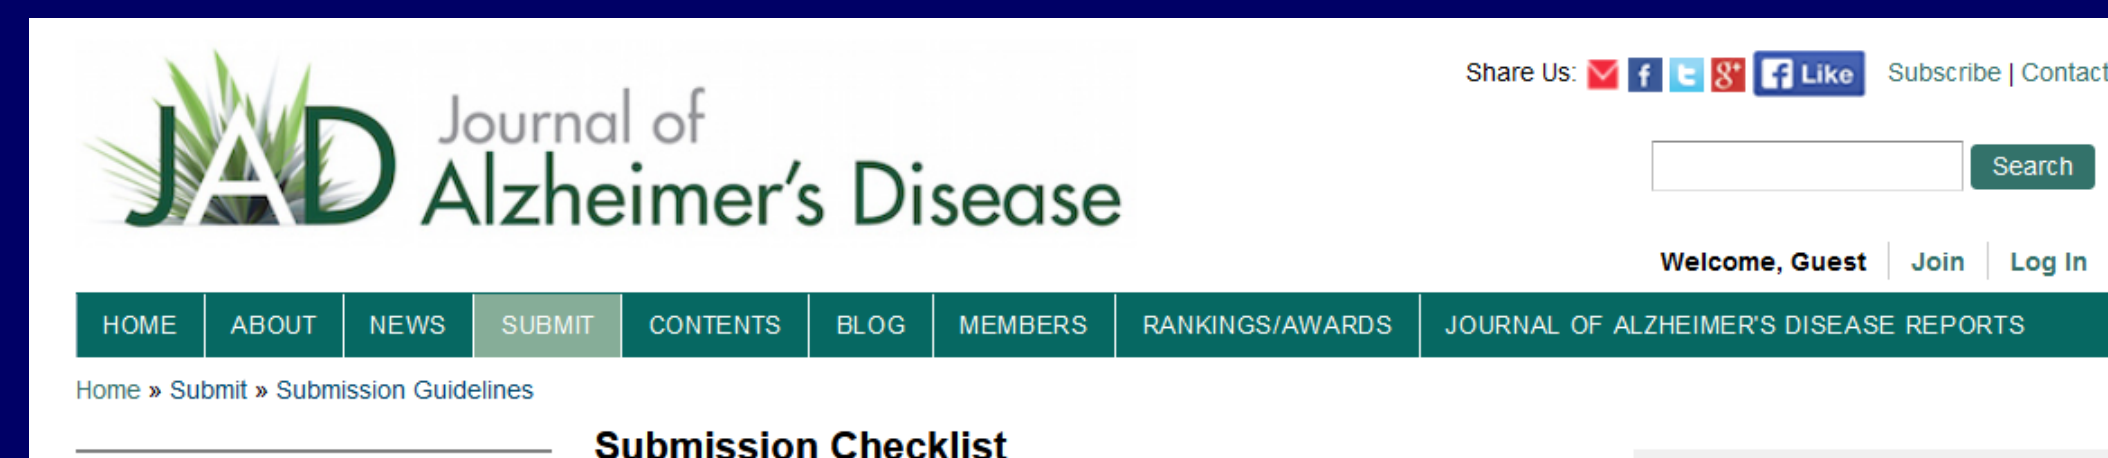 Share Us: Like Subscribe | Contact
JAD Journal of
Alzheimer's Disease
Search
Welcome, Guest Join Log In
HOME ABOUT NEWS SUBMIT CONTENTS BLOG MEMBERS RANKINGS/AWARDS JOURNAL OF ALZHEIMER'S DISEASE REPORTS
Home » Submit » Submission Guidelines
Submission Checklist